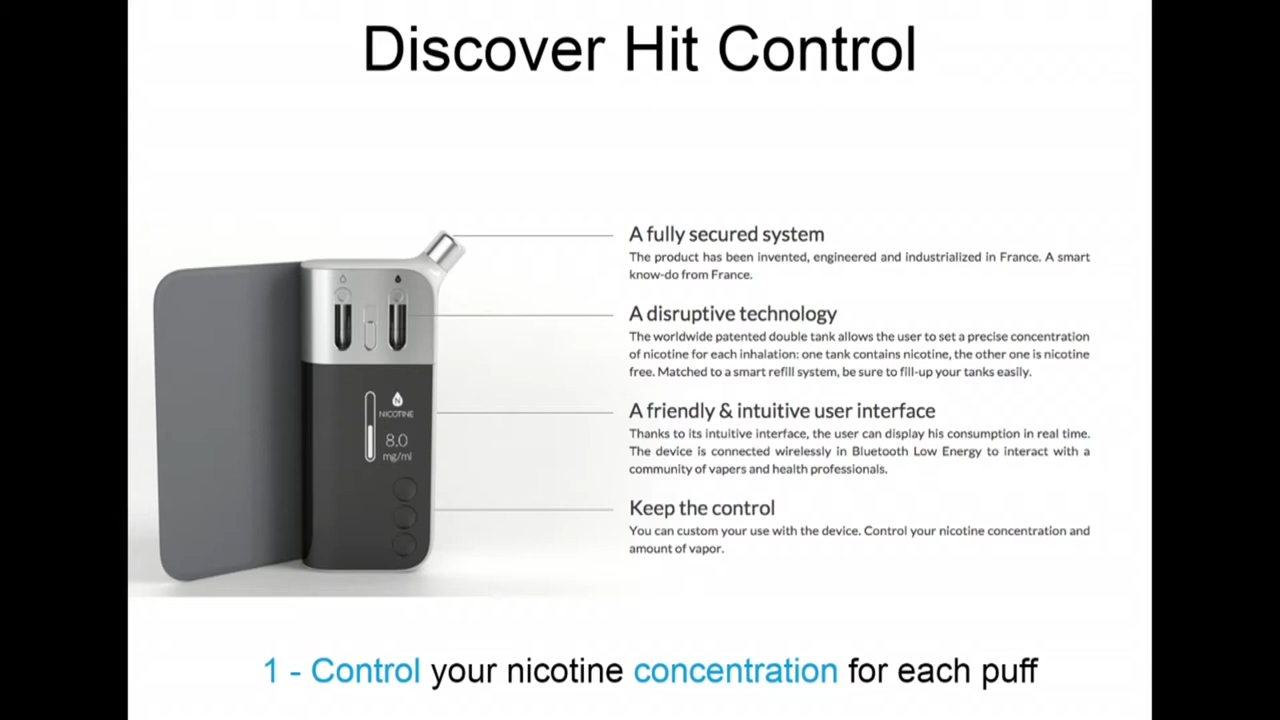 Discover Hit Control
A fully secured system
The product has been invented, engineered and industrialized in France. A smart
know-do from France.
A disruptive technology
The worldwide patented double tank allows the user to set a precise concentration
of nicotine for each inhalation: one tank contains nicotine, the other one is nicotine
free. Matched to a smart refill system, be sure to fill-up your tanks easily.
N
NICOTINE
8.0
mg/ml
A friendly & intuitive user interface
Thanks to its intuitive interface, the user can display his consumption in real time.
The device is connected wirelessly in Bluetooth Low Energy to interact with a
community of vapers and health professionals.
Keep the control
You can custom your use with the device. Control your nicotine concentration and
amount of vapor.
1 - Control your nicotine concentration for each puff